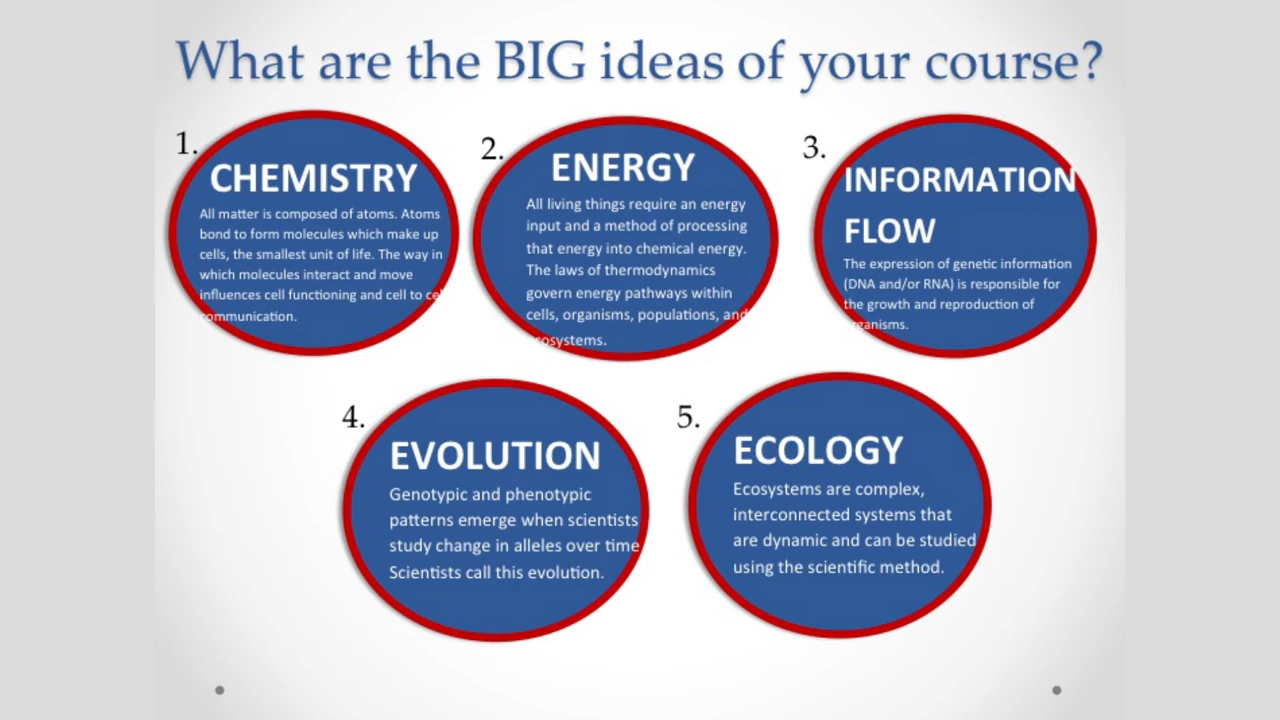 What are the BIG ideas of your course?
1.
CHEMISTRY
All matter is composed of atoms. Atoms
bond to form molecules which make up
cells, the smallest unit of life. The way in
which molecules interact and move
influences cell functioning and cell to cell
communication.
2.
ENERGY
All living things require an energy
input and a method of processing
that energy into chemical energy.
The laws of thermodynamics
govern energy pathways within
cells, organisms, populations, and
ecosystems.
3.
INFORMATION
FLOW
The expression of genetic information
(DNA and/or RNA) is responsible for
the growth and reproduction of
organisms.
4.
EVOLUTION
Genotypic and phenotypic
patterns emerge when scientists
study change in alleles over time
Scientists call this evolution.
5.
ECOLOGY
Ecosystems are complex,
interconnected systems that
are dynamic and can be studied
using the scientific method.